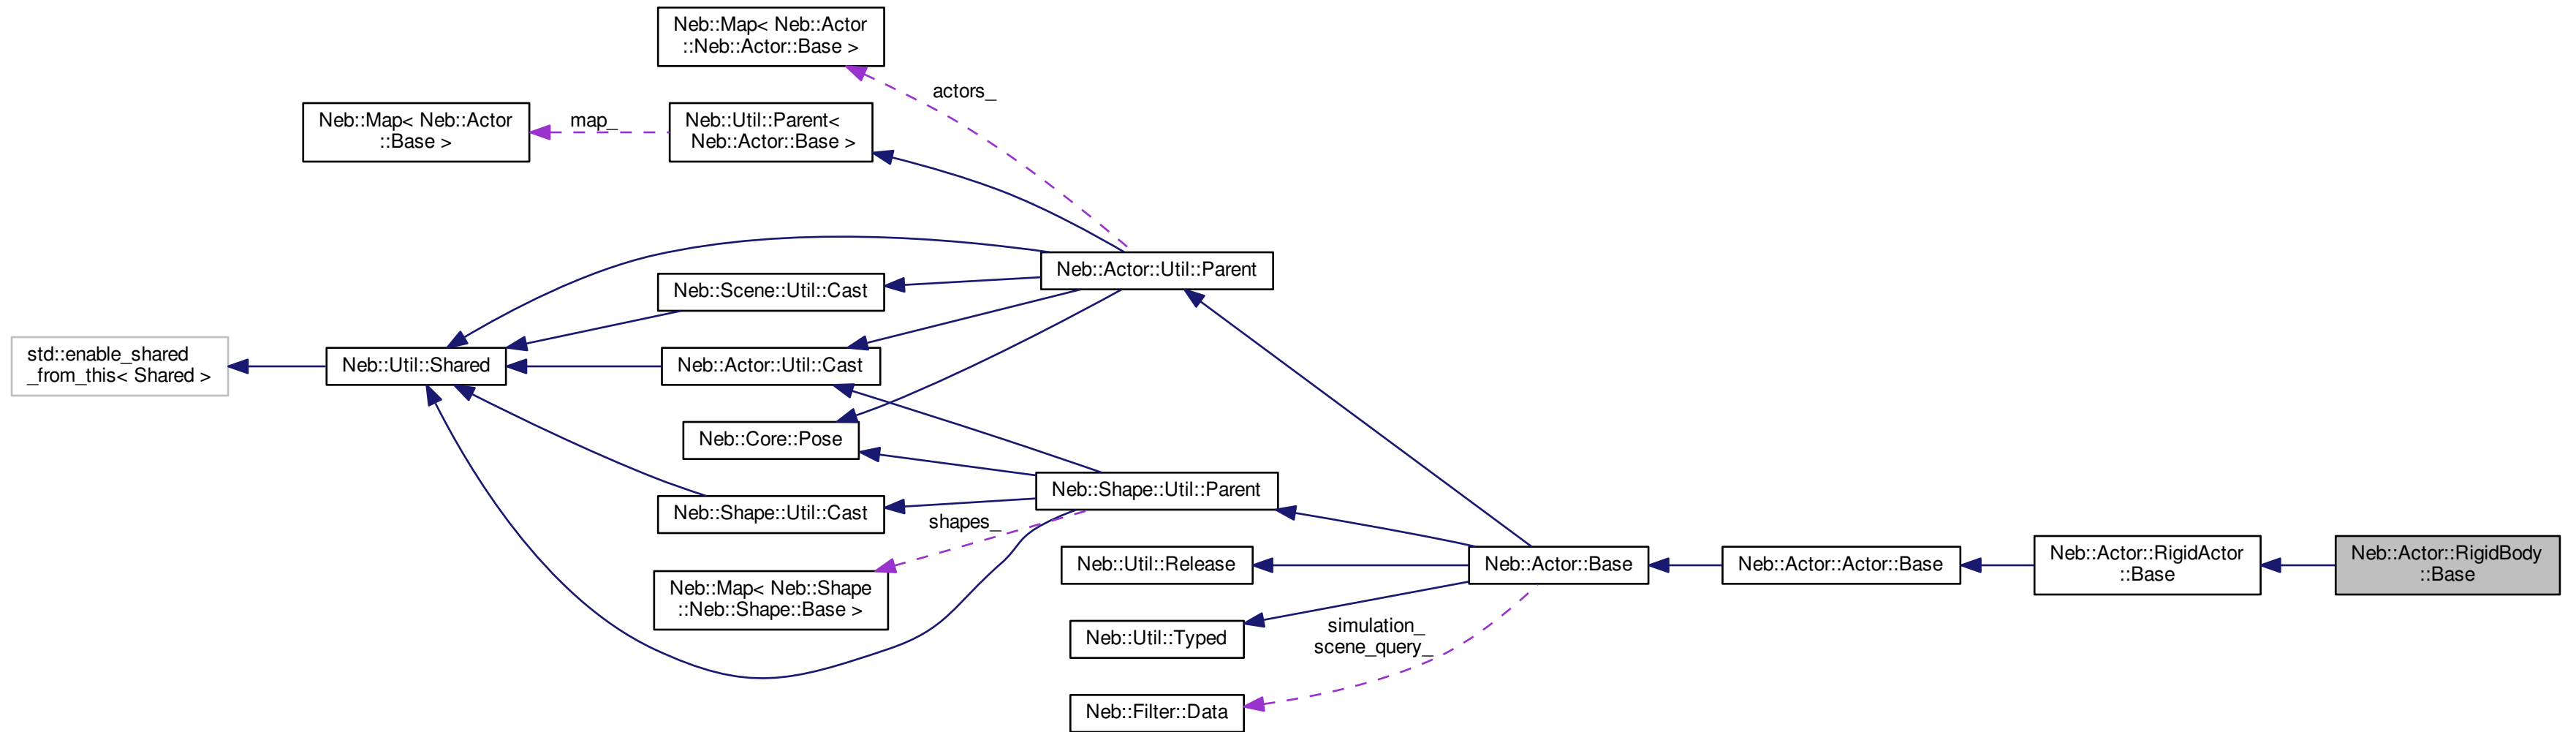 Neb::Map< Neb::Actor
::Neb::Actor::Base >
actors_
Neb::Map< Neb::Actor
::Base >
map_
Neb::Util::Parent<
Neb::Actor::Base >
Neb::Actor::Util::Parent
Neb::Scene::Util::Cast
std::enable_shared
_from_this< Shared >
Neb::Util::Shared
Neb::Actor::Util::Cast
Neb::Core::Pose
Neb::Shape::Util::Parent
Neb::Shape::Util::Cast
shapes_
Neb::Map< Neb::Shape
::Neb::Shape::Base >
Neb::Util::Release
Neb::Actor::Base
Neb::Actor::Actor::Base
Neb::Actor::RigidActor
::Base
Neb::Actor::RigidBody
::Base
Neb::Util::Typed
simulation_
scene_query_
Neb::Filter::Data